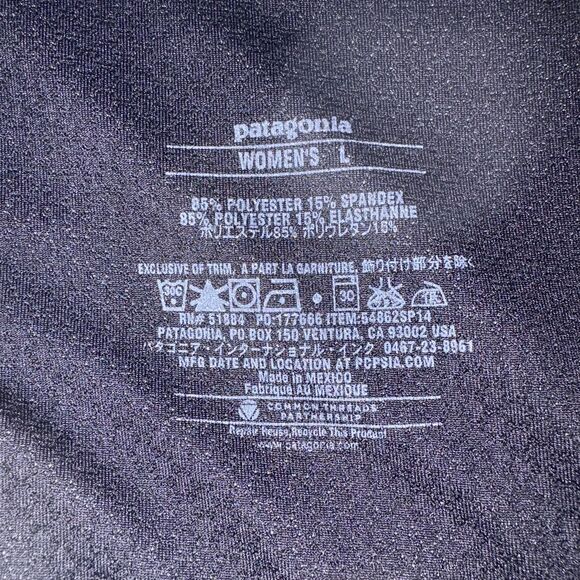 patagonia
WOMEN'S L
85% POLYESTER 15% SPANDEX
85% POLYESTER 15% ELASTHANNE
ポリエステル85% ポリウレタン15%
EXCLUSIVE OF TRIM, A PART LA GARNITURE, 飾り付け部分を除く
30C 30
RN# 51884 PO:177666 ITEM:54862SP14
PATAGONIA, PO BOX 150 VENTURA, CA 93002 USA
パタゴニア・インターナショナル・インク 0467-23-8961
MFG DATE AND LOCATION AT PCPSIA.COM
Made in MEXICO
Fabrique AU MEXIQUE
COMMON THREADS
PARTNERSHIP
Repair Reuse, Recycle This Product
www.patagonia.com